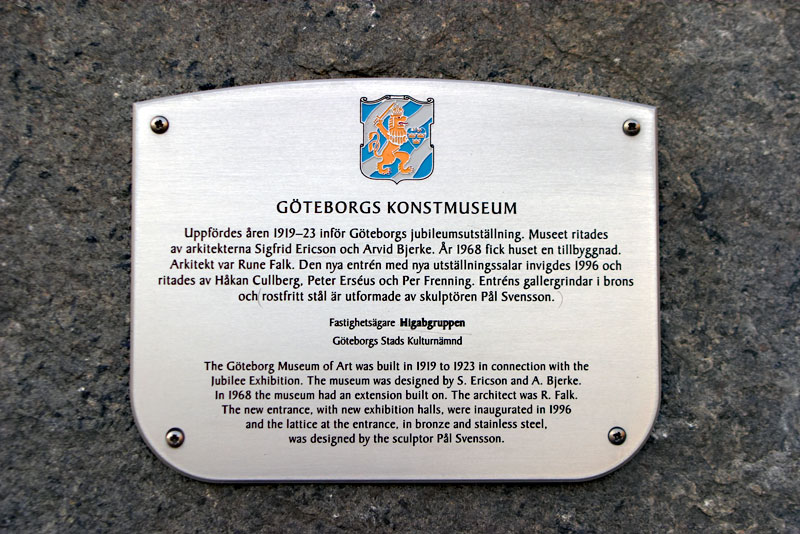 GÖTEBORGS KONSTMUSEUM
Uppfördes åren 1919–23 inför Göteborgs jubileumsutställning. Museet ritades
av arkitekterna Sigfrid Ericson och Arvid Bjerke. År 1968 fick huset en tillbyggnad.
Arkitekt var Rune Falk. Den nya entrén med nya utställningssalar invigdes 1996 och
ritades av Håkan Cullberg, Peter Erséus och Per Frenning. Entréns gallergrindar i brons
och rostfritt stål är utformade av skulptören Pål Svensson.
Fastighetsägare Higabgruppen
Göteborgs Stads Kulturnämnd
The Göteborg Museum of Art was built in 1919 to 1923 in connection with the
Jubilee Exhibition. The museum was designed by S. Ericson and A. Bjerke.
In 1968 the museum had an extension built on. The architect was R. Falk.
The new entrance, with new exhibition halls, were inaugurated in 1996
and the lattice at the entrance, in bronze and stainless steel,
was designed by the sculptor Pål Svensson.